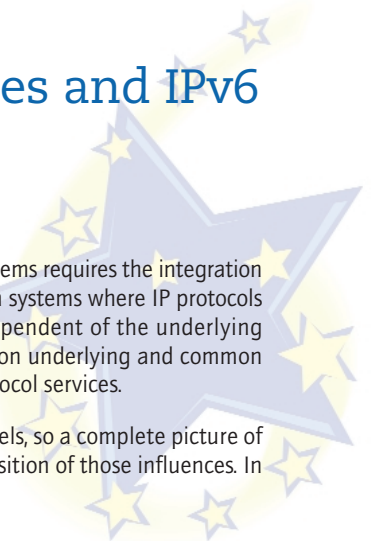 es and IPv6
ems requires the integration
systems where IP protocols
pendent of the underlying
on underlying and common
tocol services.
els, so a complete picture of
sition of those influences. In